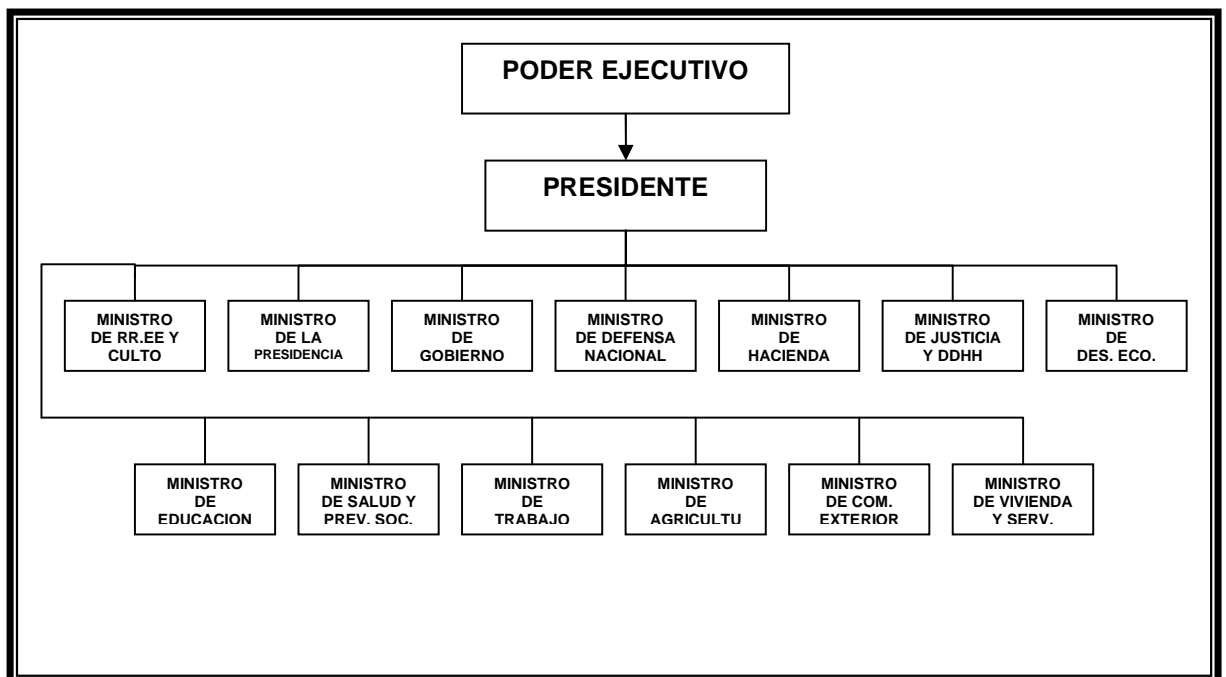 PODER EJECUTIVO
PRESIDENTE
MINISTRO
DE RR.EE Y
CULTO
MINISTRO
DE LA
PRESIDENCIA
MINISTRO
DE
GOBIERNO
MINISTRO
DE DEFENSA
NACIONAL
MINISTRO
DE
HACIENDA
MINISTRO
DE JUSTICIA
Y DDHH
MINISTRO
DE
DES. ECO.
MINISTRO
DE
EDUCACION
MINISTRO
DE SALUD Y
PREV. SOC.
MINISTRO
DE
TRABAJO
MINISTRO
DE
AGRICULTU
MINISTRO
DE COM.
EXTERIOR
MINISTRO
DE VIVIENDA
Y SERV.